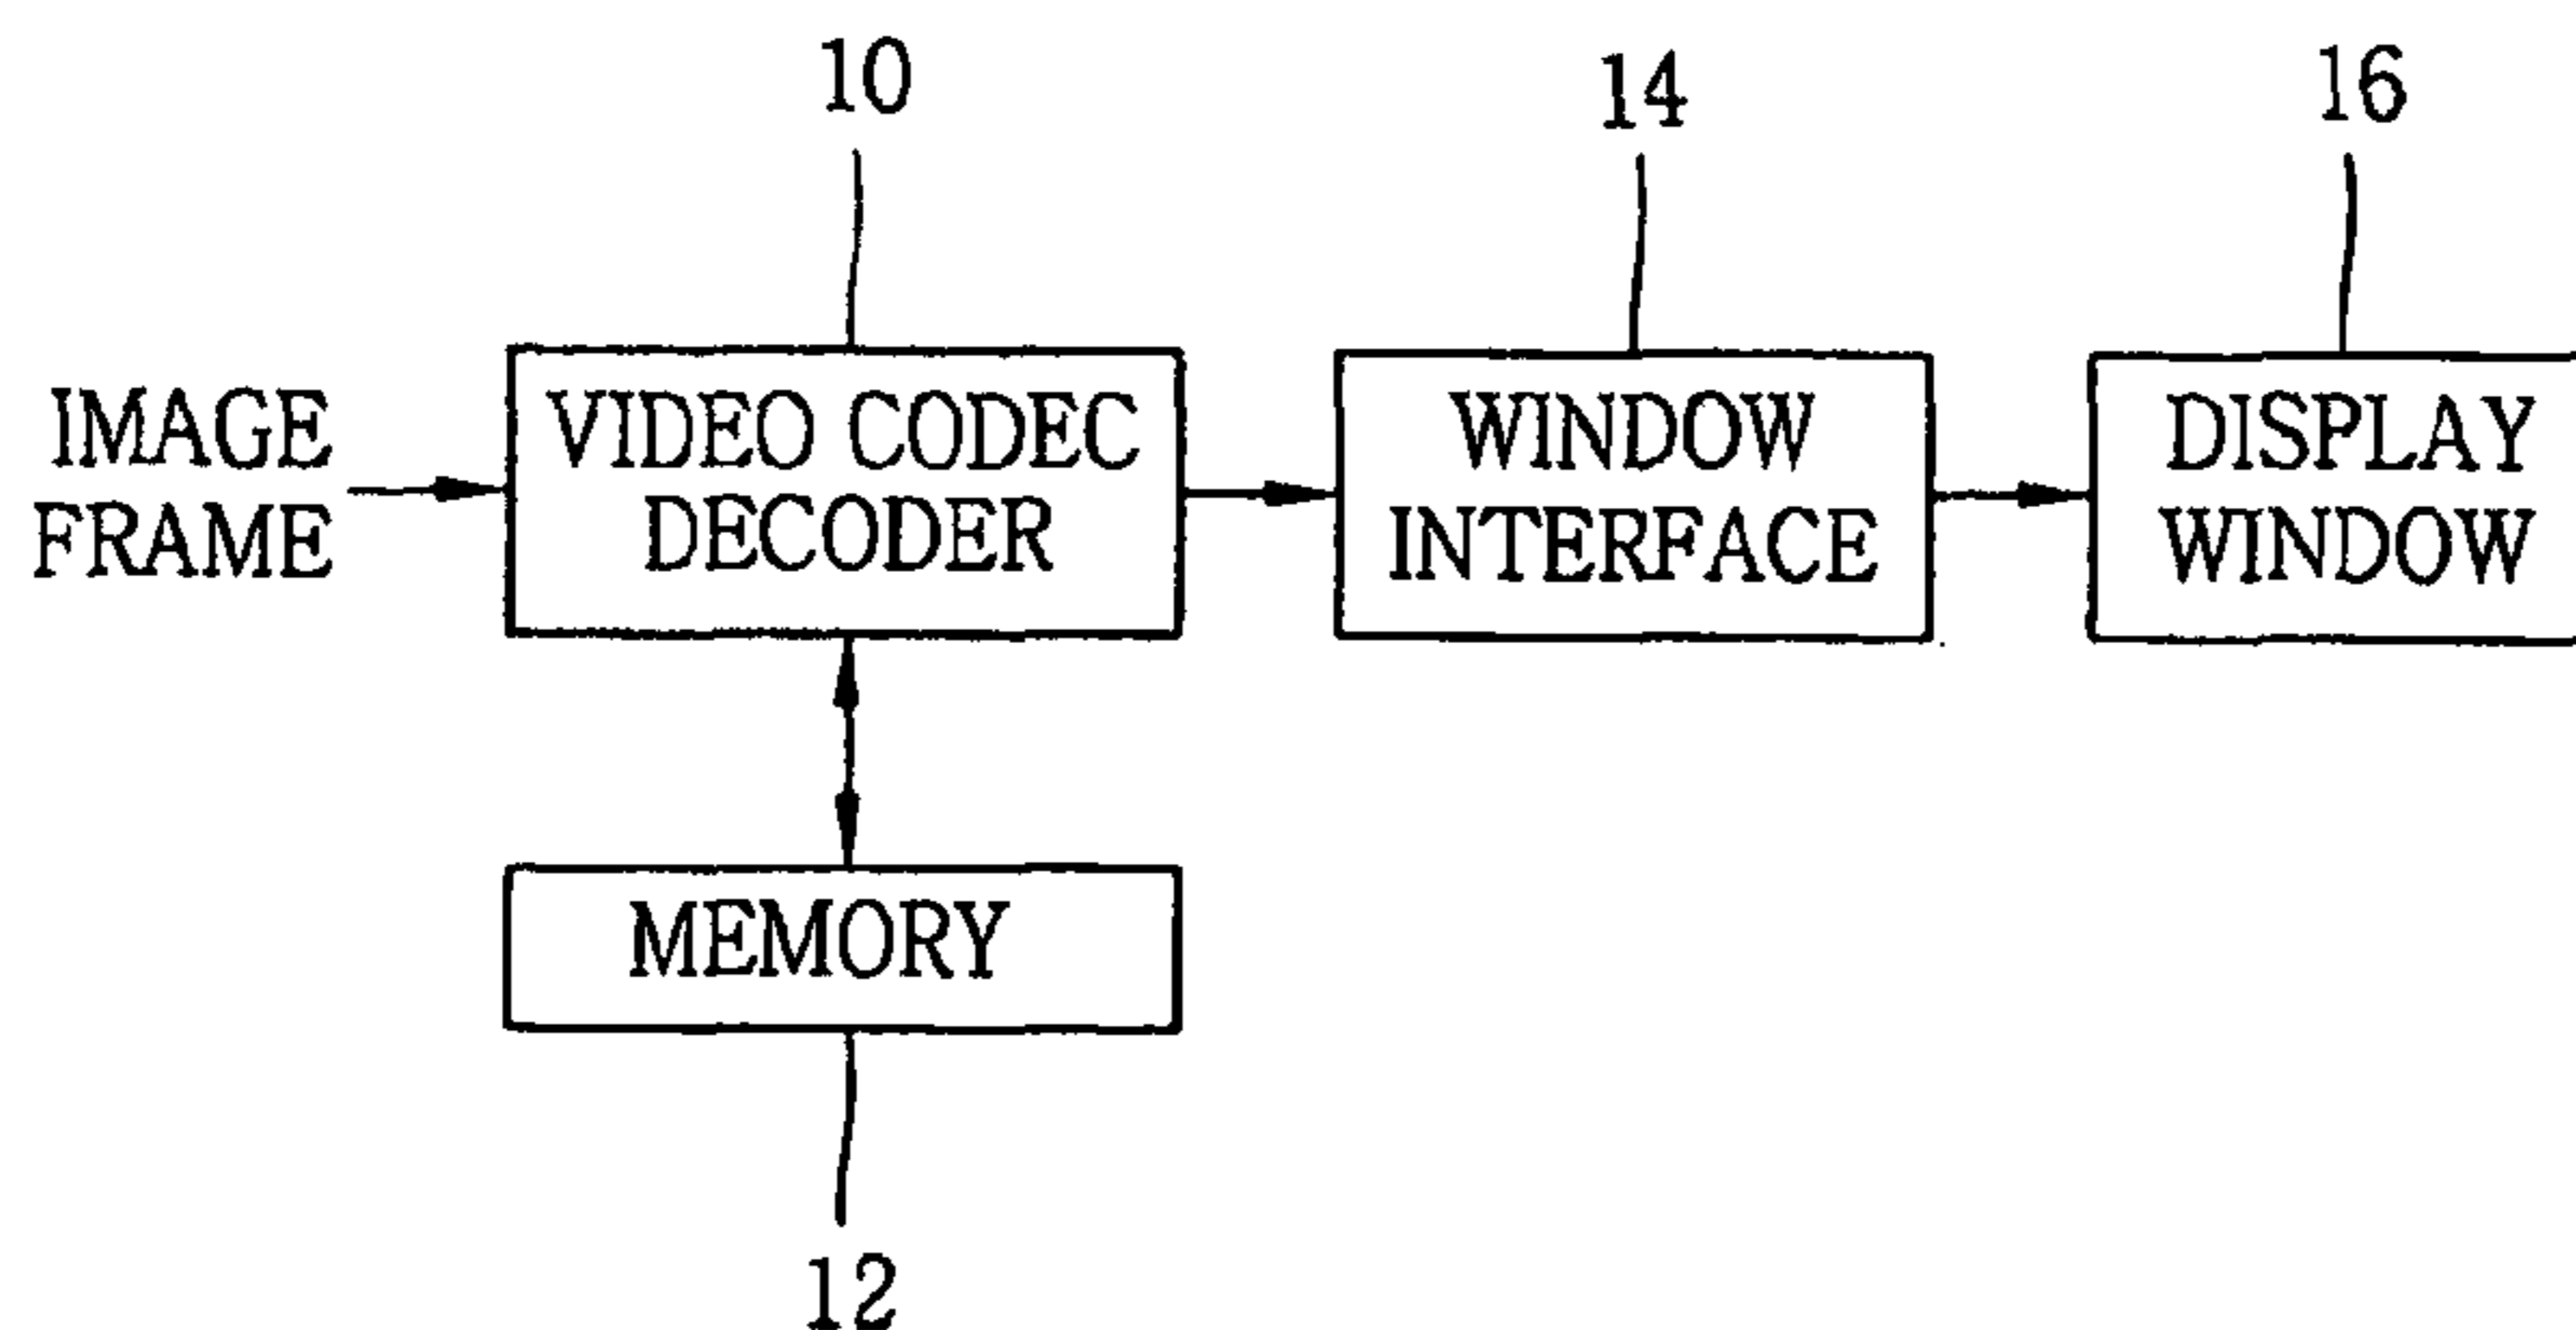 10
14
16
IMAGE
FRAME
VIDEO CODEC
DECODER
WINDOW
INTERFACE
DISPLAY
WINDOW
MEMORY
12